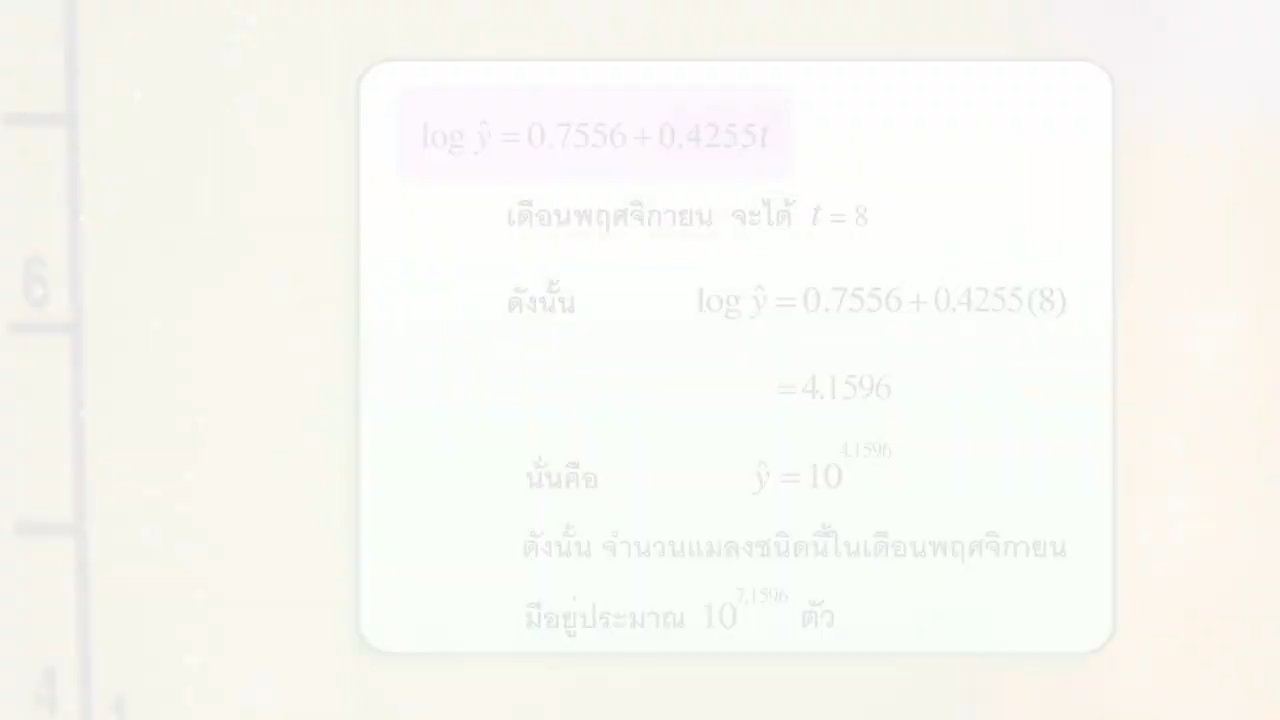 log ŷ = 0.7556 + 0.4255t
เดือนพฤศจิกายน จะได้ t = 8
ดังนั้น log ŷ = 0.7556 + 0.4255(8)
= 4.1596
นั่นคือ ŷ = 10^4.1596
ดังนั้น จำนวนแมลงชนิดนี้ในเดือนพฤศจิกายน
มีอยู่ประมาณ 10^7.1596 ตัว
6
4
1